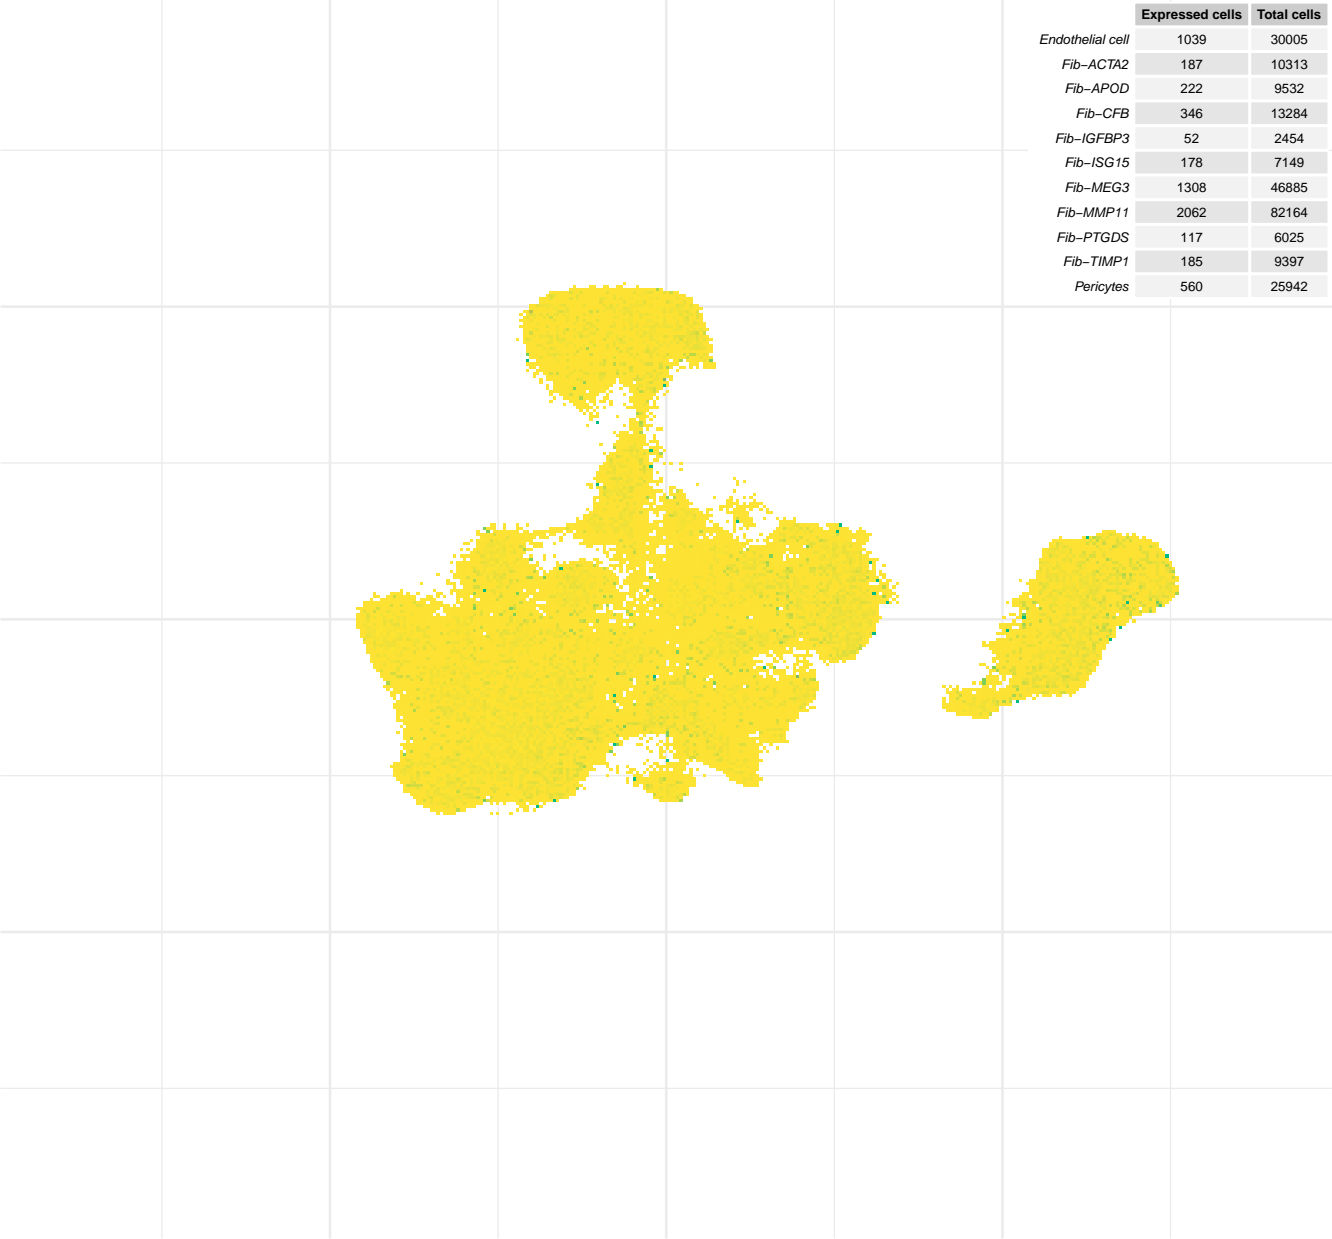 Expressed cells Total cells
Endothelial cell 1039 30005
Fib−ACTA2 187 10313
Fib−APOD 222 9532
Fib−CFB 346 13284
Fib−IGFBP3 52 2454
Fib−ISG15 178 7149
Fib−MEG3 1308 46885
Fib−MMP11 2062 82164
Fib−PTGDS 117 6025
Fib−TIMP1 185 9397
Pericytes 560 25942